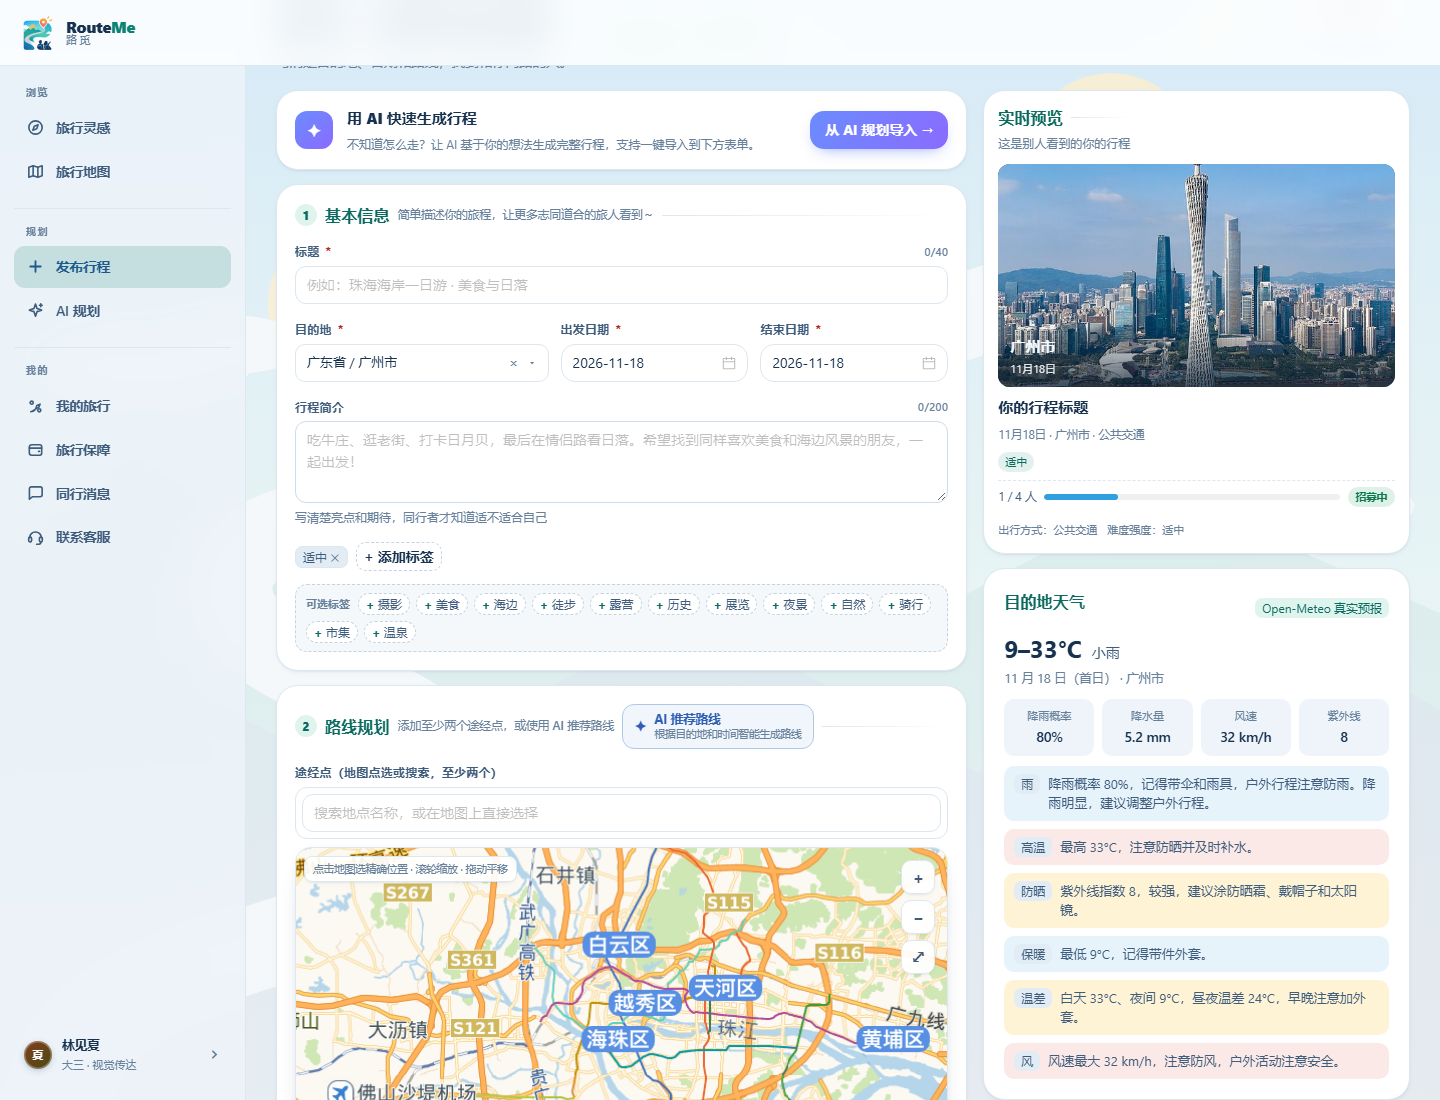 RouteMe
路觅
浏览
旅行灵感
旅行地图
规划
发布行程
AI 规划
我的
我的旅行
旅行保障
同行消息
联系客服
夏
林见夏
大三 · 视觉传达
用 AI 快速生成行程
不知道怎么走？让 AI 基于你的想法生成完整行程，支持一键导入到下方表单。
从 AI 规划导入 →
1 基本信息 简单描述你的旅程，让更多志同道合的旅人看到～
标题 * 0/40
例如：珠海海岸一日游 · 美食与日落
目的地 * 出发日期 * 结束日期 *
广东省 / 广州市 × 2026-11-18 2026-11-18
行程简介 0/200
吃牛庄、逛老街、打卡日月贝，最后在情侣路看日落。希望找到同样喜欢美食和海边风景的朋友，一
起出发！
写清楚亮点和期待，同行者才知道适不适合自己
适中 × + 添加标签
可选标签 + 摄影 + 美食 + 海边 + 徒步 + 露营 + 历史 + 展览 + 夜景 + 自然 + 骑行
+ 市集 + 温泉
2 路线规划 添加至少两个途经点，或使用 AI 推荐路线
AI 推荐路线
根据目的地和时间智能生成路线
途经点（地图点选或搜索，至少两个）
搜索地点名称，或在地图上直接选择
点击地图选精确位置 · 滚轮缩放 · 拖动平移
+
−
石井镇
S267
S115
武广高铁
白云区
S361
S116
天河区
越秀区
大沥镇
S121
珠江
广九线
海珠区
黄埔区
佛山沙堤机场
实时预览
这是别人看到的你的行程
广州市
11月18日
你的行程标题
11月18日 · 广州市 · 公共交通
适中
1 / 4 人 招募中
出行方式：公共交通 难度强度：适中
目的地天气
Open-Meteo 真实预报
9–33°C 小雨
11 月 18 日（首日） · 广州市
降雨概率 降水量 风速 紫外线
80% 5.2 mm 32 km/h 8
雨 降雨概率 80%，记得带伞和雨具，户外行程注意防雨。降
雨明显，建议调整户外行程。
高温 最高 33°C，注意防晒并及时补水。
防晒 紫外线指数 8，较强，建议涂防晒霜、戴帽子和太阳
镜。
保暖 最低 9°C，记得带件外套。
温差 白天 33°C、夜间 9°C，昼夜温差 24°C，早晚注意加外
套。
风 风速最大 32 km/h，注意防风，户外活动注意安全。